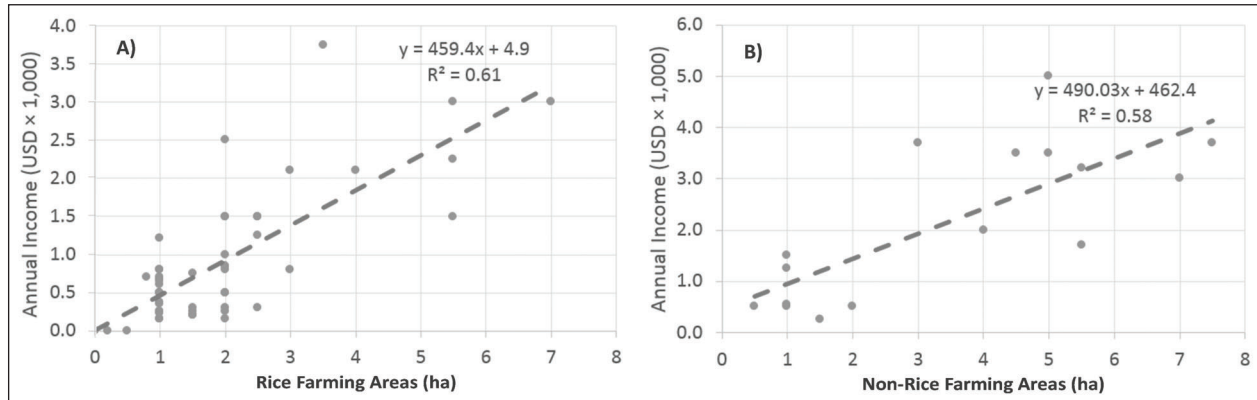 A)
y = 459.4x + 4.9
R² = 0.61
Annual Income (USD × 1,000)
4.0
3.5
3.0
2.5
2.0
1.5
1.0
0.5
0.0
0 1 2 3 4 5 6 7 8
Rice Farming Areas (ha)
B)
y = 490.03x + 462.4
R² = 0.58
Annual Income (USD × 1,000)
6.0
5.0
4.0
3.0
2.0
1.0
0.0
0 1 2 3 4 5 6 7 8
Non-Rice Farming Areas (ha)